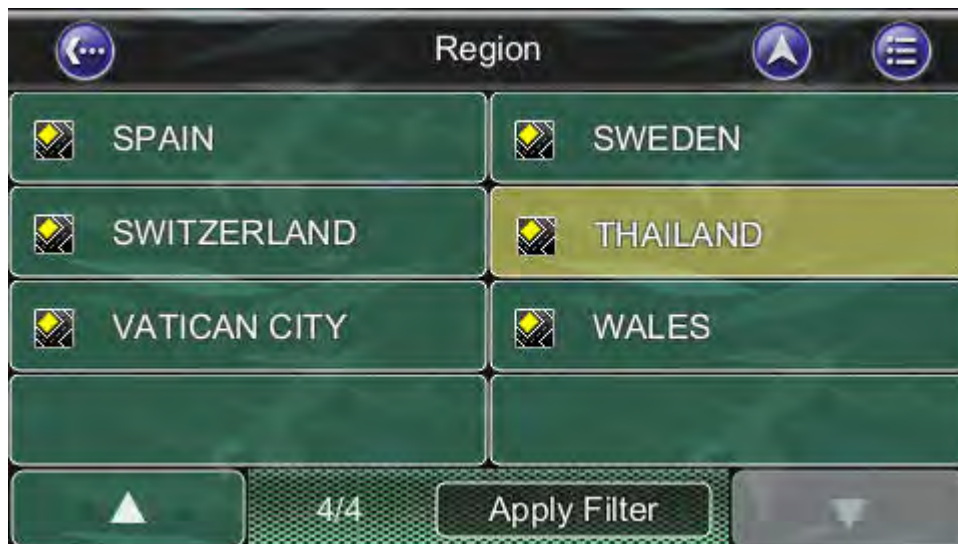 Region
SPAIN
SWEDEN
SWITZERLAND
THAILAND
VATICAN CITY
WALES
4/4
Apply Filter